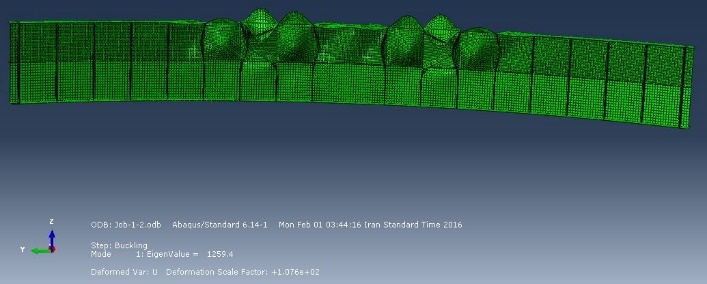 Z
Y
ODB: Job-1-2.odb    Abaqus/Standard 6.14-1    Mon Feb 01 03:44:16 Iran Standard Time 2016
Step: Buckling
Mode        1: EigenValue =   1259.4
Deformed Var: U   Deformation Scale Factor: +1.076e+02